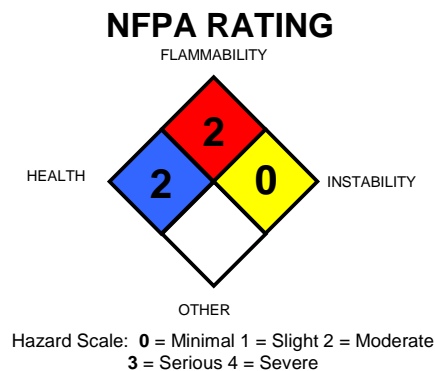 NFPA RATING
FLAMMABILITY
2
HEALTH
2
0
INSTABILITY
OTHER
Hazard Scale: 0 = Minimal 1 = Slight 2 = Moderate
3 = Serious 4 = Severe